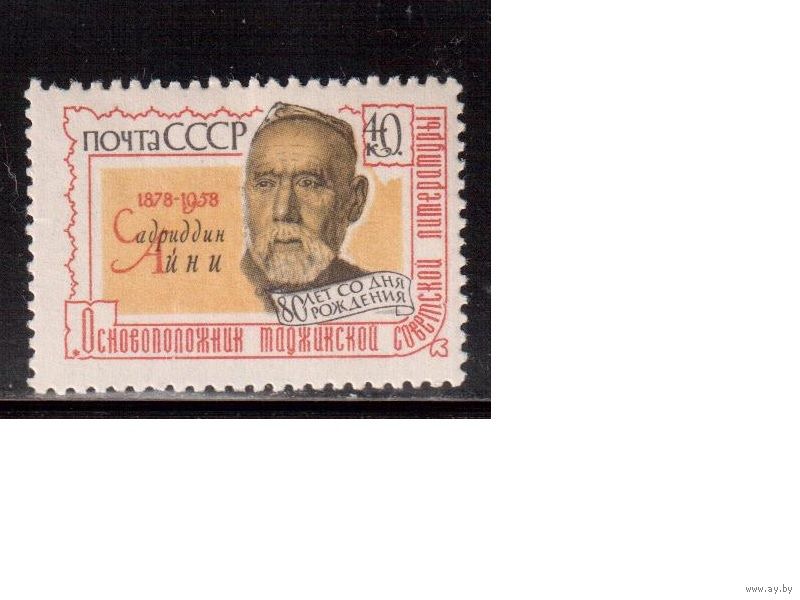 ПОЧТА СССР
40
к.
1878-1958
Садриддин
Айни
80 ЛЕТ СО ДНЯ
РОЖДЕНИЯ
Основоположник таджикской советской литературы
www.ay.by